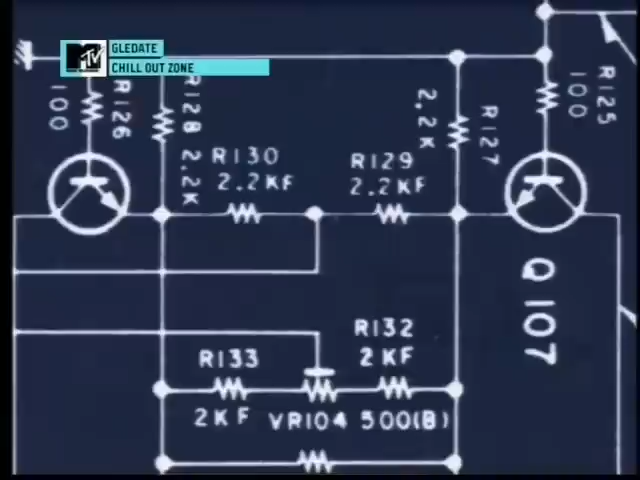 MTV
GLEDATE
CHILL OUT ZONE
100
R126
R128
2.2K
R130
2.2KF
R129
2.2KF
2.2K
R127
100
R125
Q107
R133
2KF
VR104 500(B)
R132
2KF